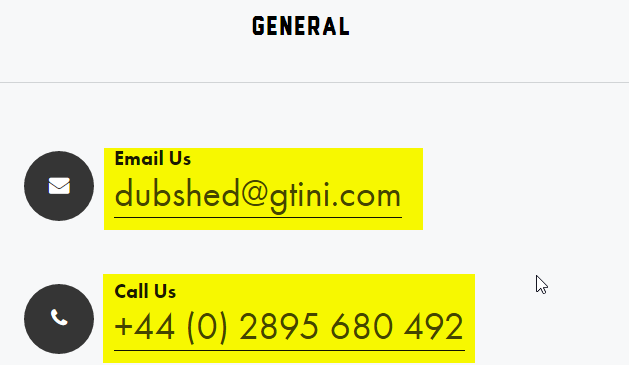 GENERAL
Email Us
dubshed@gtini.com
Call Us
+44 (0) 2895 680 492